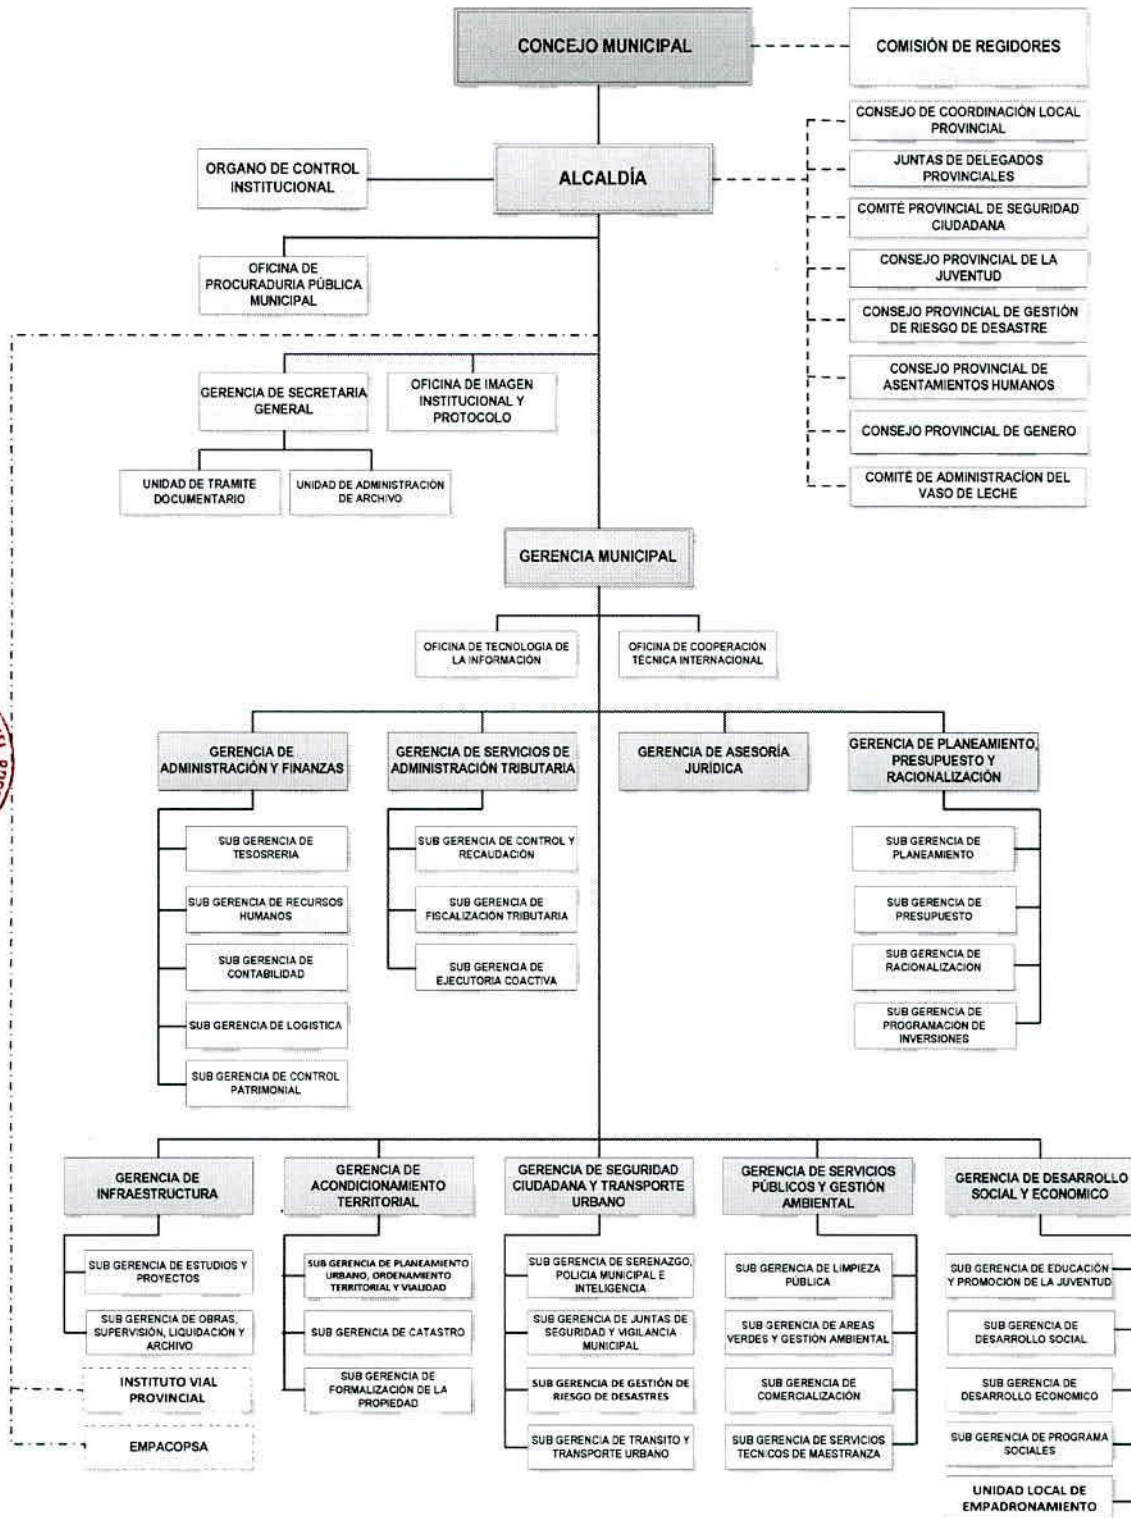 CONCEJO MUNICIPAL
COMISIÓN DE REGIDORES
CONSEJO DE COORDINACIÓN LOCAL
PROVINCIAL
JUNTAS DE DELEGADOS
PROVINCIALES
COMITÉ PROVINCIAL DE SEGURIDAD
CIUDADANA
CONSEJO PROVINCIAL DE LA
JUVENTUD
CONSEJO PROVINCIAL DE GESTIÓN
DE RIESGO DE DESASTRE
CONSEJO PROVINCIAL DE
ASENTAMIENTOS HUMANOS
CONSEJO PROVINCIAL DE GENERO
COMITÉ DE ADMINISTRACÍON DEL
VASO DE LECHE
ORGANO DE CONTROL
INSTITUCIONAL
ALCALDÍA
OFICINA DE
PROCURADURIA PÚBLICA
MUNICIPAL
GERENCIA DE SECRETARIA
GENERAL
OFICINA DE IMAGEN
INSTITUCIONAL Y
PROTOCOLO
UNIDAD DE TRAMITE
DOCUMENTARIO
UNIDAD DE ADMINISTRACIÓN
DE ARCHIVO
GERENCIA MUNICIPAL
OFICINA DE TECNOLOGIA DE
LA INFORMACIÓN
OFICINA DE COOPERACIÓN
TÉCNICA INTERNACIONAL
GERENCIA DE
ADMINISTRACIÓN Y FINANZAS
GERENCIA DE SERVICIOS DE
ADMINISTRACIÓN TRIBUTARIA
GERENCIA DE ASESORÍA
JURÍDICA
GERENCIA DE PLANEAMIENTO,
PRESUPUESTO Y
RACIONALIZACIÓN
SUB GERENCIA DE
TESOSRERIA
SUB GERENCIA DE RECURSOS
HUMANOS
SUB GERENCIA DE
CONTABILIDAD
SUB GERENCIA DE LOGISTICA
SUB GERENCIA DE CONTROL
PATRIMONIAL
SUB GERENCIA DE CONTROL Y
RECAUDACIÓN
SUB GERENCIA DE
FISCALIZACIÓN TRIBUTARIA
SUB GERENCIA DE
EJECUTORIA COACTIVA
SUB GERENCIA DE
PLANEAMIENTO
SUB GERENCIA DE
PRESUPUESTO
SUB GERENCIA DE
RACIONALIZACIÓN
SUB GERENCIA DE
PROGRAMACIÓN DE
INVERSIONES
GERENCIA DE
INFRAESTRUCTURA
GERENCIA DE
ACONDICIONAMIENTO
TERRITORIAL
GERENCIA DE SEGURIDAD
CIUDADANA Y TRANSPORTE
URBANO
GERENCIA DE SERVICIOS
PÚBLICOS Y GESTIÓN
AMBIENTAL
GERENCIA DE DESARROLLO
SOCIAL Y ECONOMICO
SUB GERENCIA DE ESTUDIOS Y
PROYECTOS
SUB GERENCIA DE OBRAS,
SUPERVISIÓN, LIQUIDACIÓN Y
ARCHIVO
INSTITUTO VIAL
PROVINCIAL
EMPACOPSA
SUB GERENCIA DE PLANEAMIENTO
URBANO, ORDENAMIENTO
TERRITORIAL Y VIALIDAD
SUB GERENCIA DE CATASTRO
SUB GERENCIA DE
FORMALIZACIÓN DE LA
PROPIEDAD
SUB GERENCIA DE SERENAZGO,
POLICIA MUNICIPAL E
INTELIGENCIA
SUB GERENCIA DE JUNTAS DE
SEGURIDAD Y VIGILANCIA
MUNICIPAL
SUB GERENCIA DE GESTIÓN DE
RIESGO DE DESASTRES
SUB GERENCIA DE TRANSITO Y
TRANSPORTE URBANO
SUB GERENCIA DE LIMPIEZA
PÚBLICA
SUB GERENCIA DE AREAS
VERDES Y GESTIÓN AMBIENTAL
SUB GERENCIA DE
COMERCIALIZACIÓN
SUB GERENCIA DE SERVICIOS
TECNICOS DE MAESTRANZA
SUB GERENCIA DE EDUCACIÓN
Y PROMOCION DE LA JUVENTUD
SUB GERENCIA DE
DESARROLLO SOCIAL
SUB GERENCIA DE
DESARROLLO ECONOMICO
SUB GERENCIA DE PROGRAMA
SOCIALES
UNIDAD LOCAL DE
EMPADRONAMIENTO